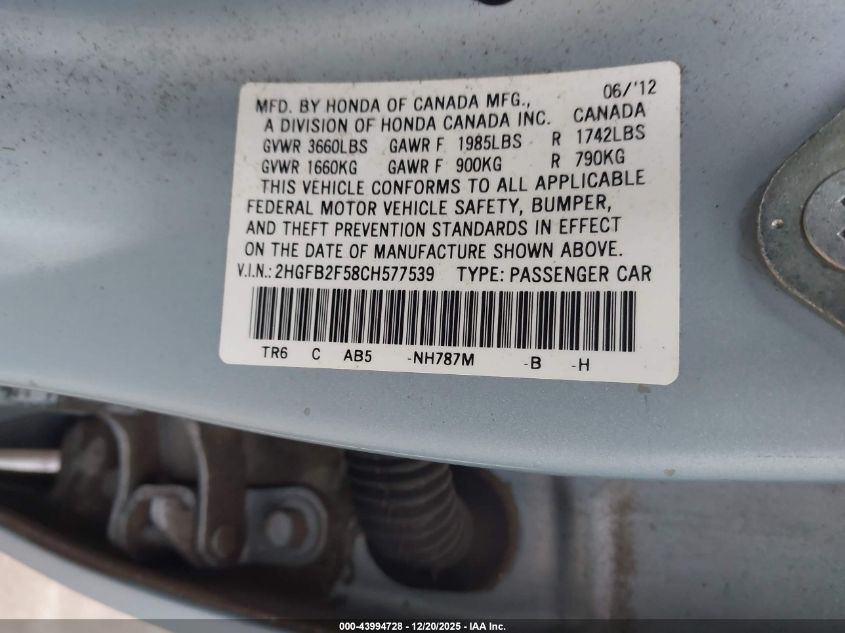 06/'12
MFD. BY HONDA OF CANADA MFG., CANADA
A DIVISION OF HONDA CANADA INC.
GVWR 3660LBS GAWR F 1985LBS R 1742LBS
GVWR 1660KG GAWR F 900KG R 790KG
THIS VEHICLE CONFORMS TO ALL APPLICABLE
FEDERAL MOTOR VEHICLE SAFETY, BUMPER,
AND THEFT PREVENTION STANDARDS IN EFFECT
ON THE DATE OF MANUFACTURE SHOWN ABOVE.
V.I.N.: 2HGFB2F58CH577539 TYPE: PASSENGER CAR
TR6 C AB5 -NH787M -B -H
000-43994728 - 12/20/2025 - IAA Inc.